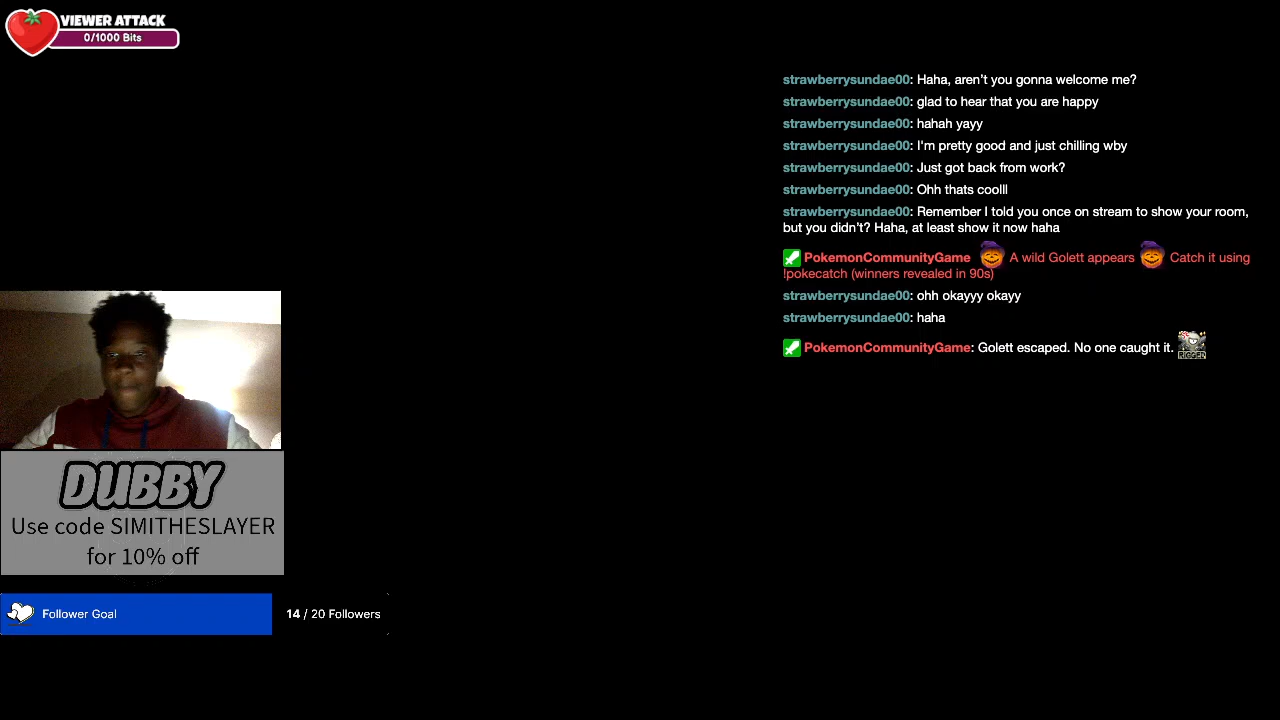 VIEWER ATTACK
0/1000 Bits
strawberrysundae00: Haha, aren't you gonna welcome me?
strawberrysundae00: glad to hear that you are happy
strawberrysundae00: hahah yayy
strawberrysundae00: I'm pretty good and just chilling wby
strawberrysundae00: Just got back from work?
strawberrysundae00: Ohh thats coolll
strawberrysundae00: Remember I told you once on stream to show your room,
but you didn't? Haha, at least show it now haha
PokemonCommunityGame A wild Golett appears Catch it using
!pokecatch (winners revealed in 90s)
strawberrysundae00: ohh okayyy okayy
strawberrysundae00: haha
PokemonCommunityGame: Golett escaped. No one caught it.
DUBBY
Use code SIMITHESLAYER
for 10% off
Follower Goal 14 / 20 Followers